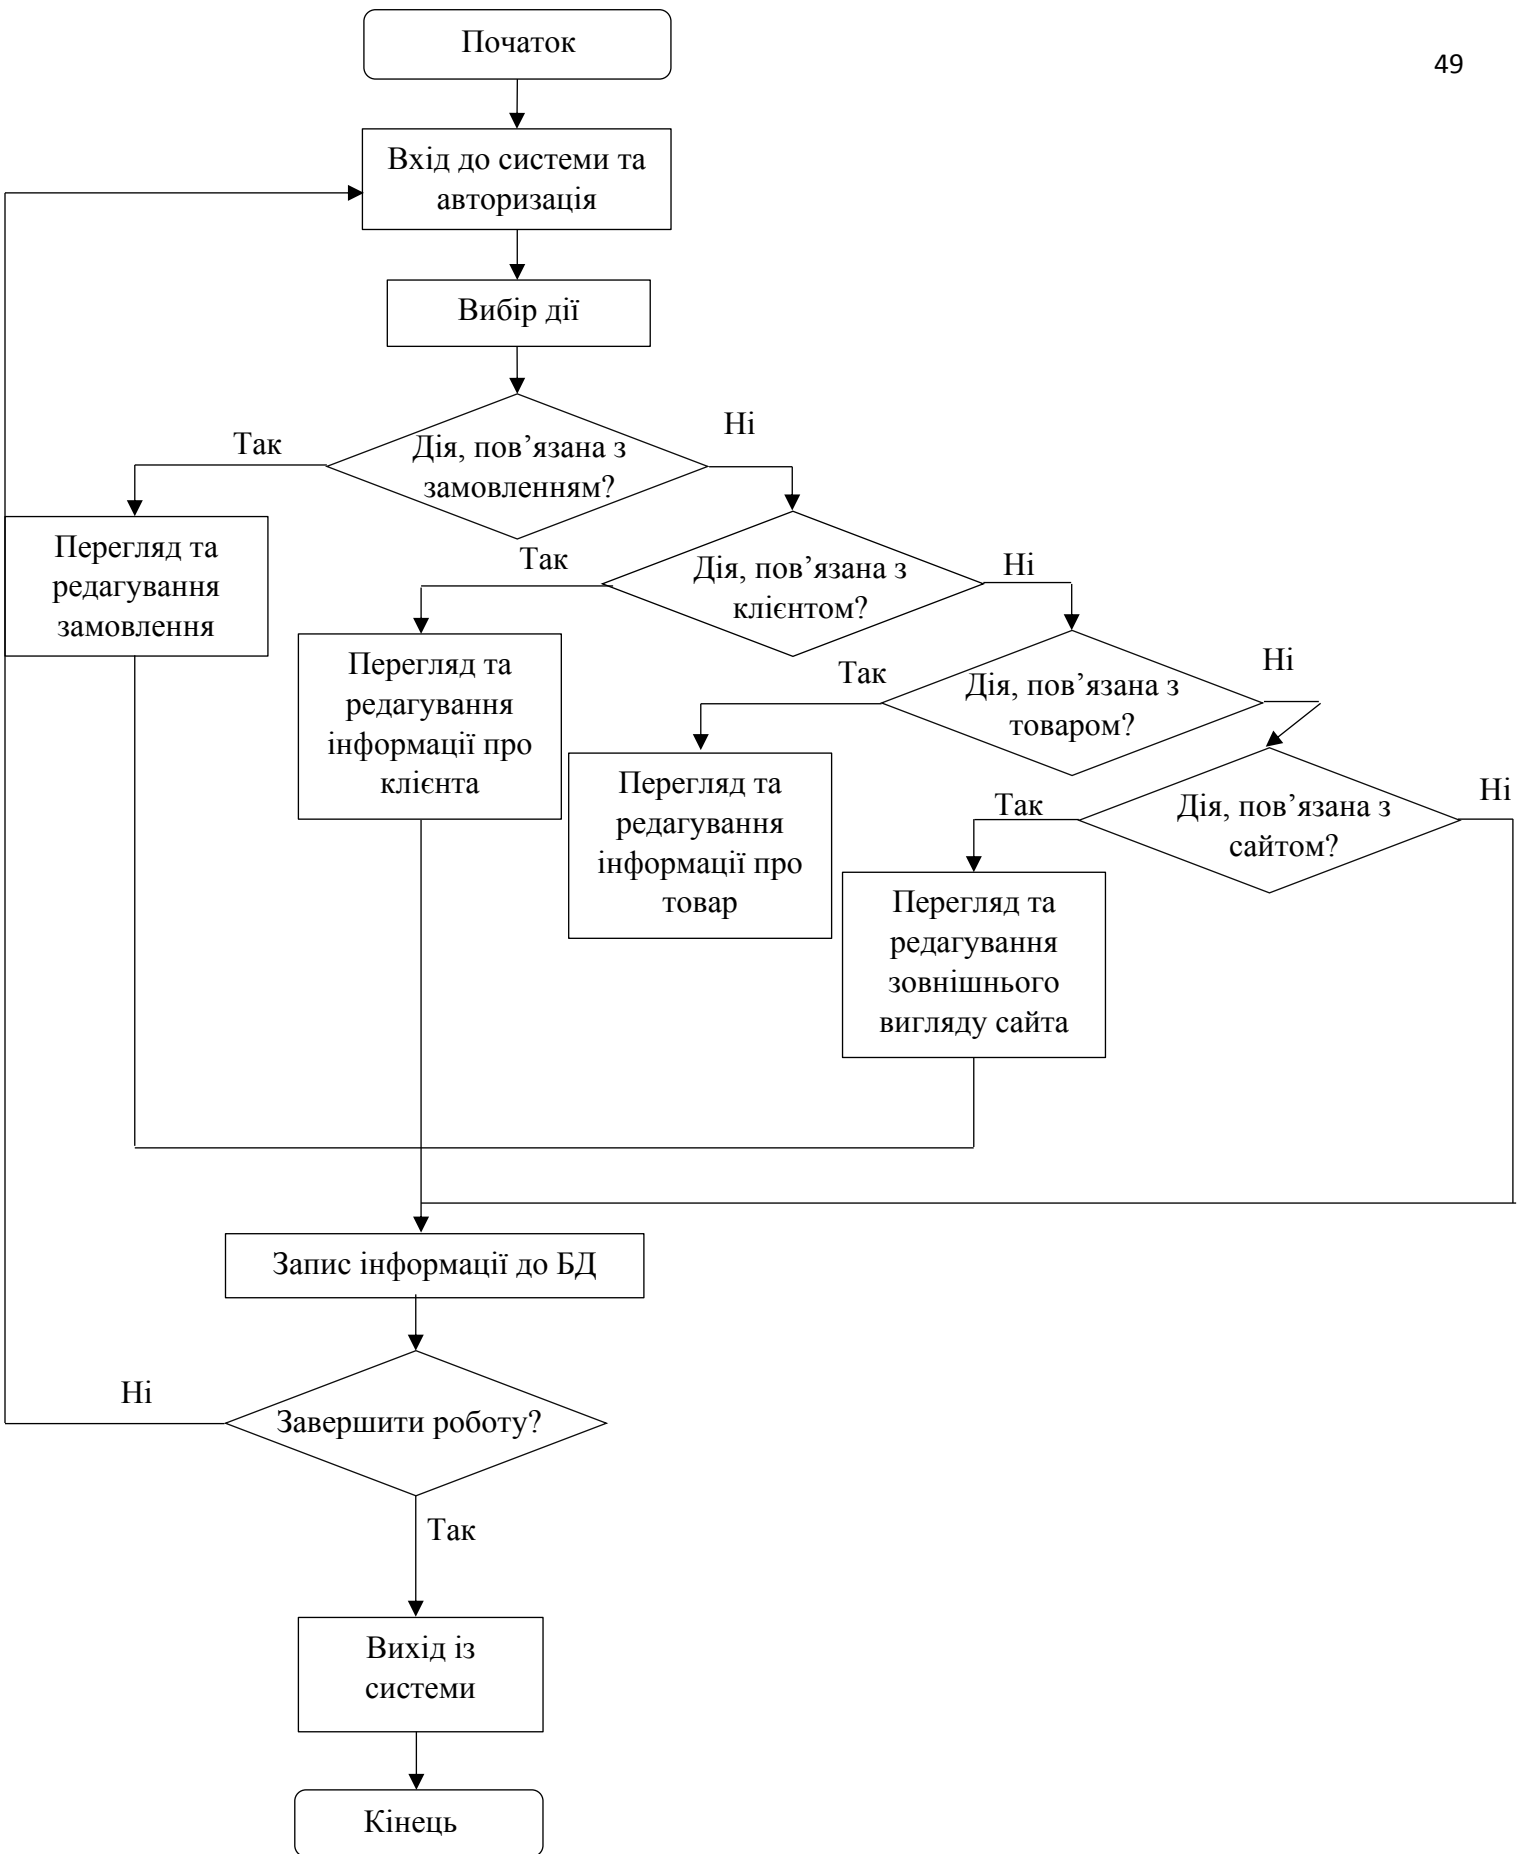 49
Початок
Вхід до системи та
авторизація
Вибір дії
Дія, пов’язана з
замовленням?
Так
Ні
Перегляд та
редагування
замовлення
Дія, пов’язана з
клієнтом?
Так
Ні
Перегляд та
редагування
інформації про
клієнта
Дія, пов’язана з
товаром?
Так
Ні
Перегляд та
редагування
інформації про
товар
Дія, пов’язана з
сайтом?
Так
Ні
Перегляд та
редагування
зовнішнього
вигляду сайта
Запис інформації до БД
Завершити роботу?
Ні
Так
Вихід із
системи
Кінець